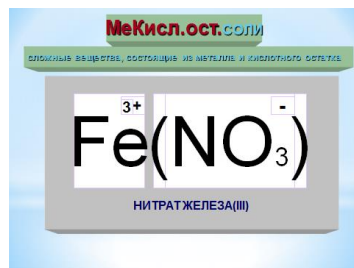 МеКисл.ост.соли
сложные вещества, состоящие из металла и кислотного остатка
3+ -
Fe(NO3)
НИТРАТ ЖЕЛЕЗА(III)